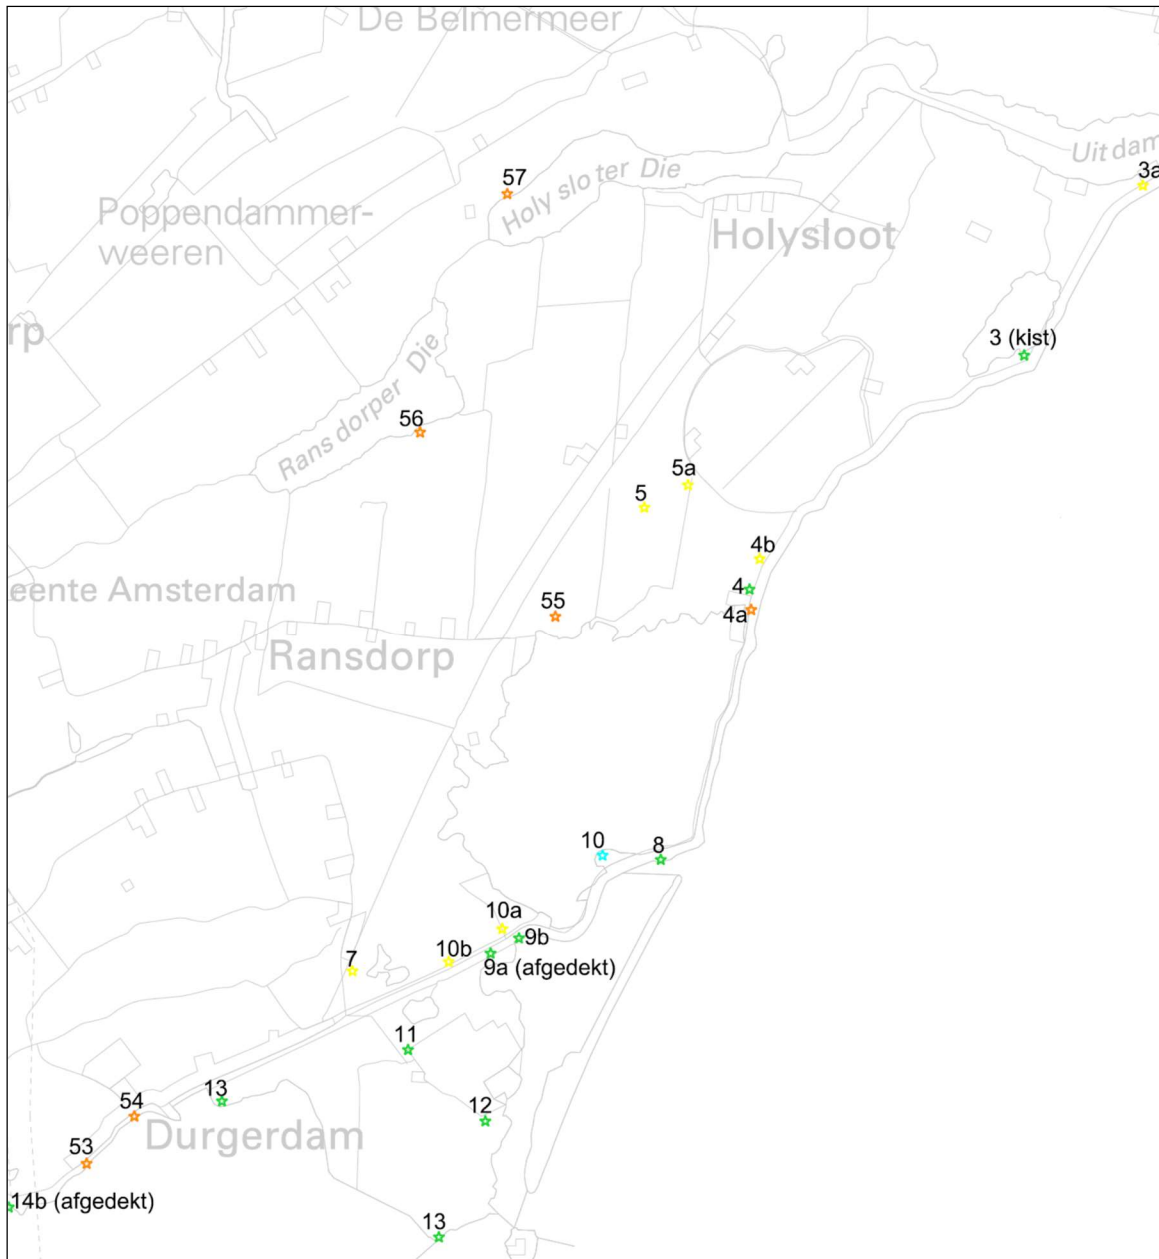 De Belmermeer
Uitdam
3a
57
Holy slo ter Die
Poppendammer-
weeren
Holysloot
rp
3 (kist)
Ransdorper Die
56
5a
5
4b
4
4a
eente Amsterdam
55
Ransdorp
10
8
10a
9b
10b
9a (afgedekt)
7
11
13
12
54
Durgerdam
53
14b (afgedekt)
13